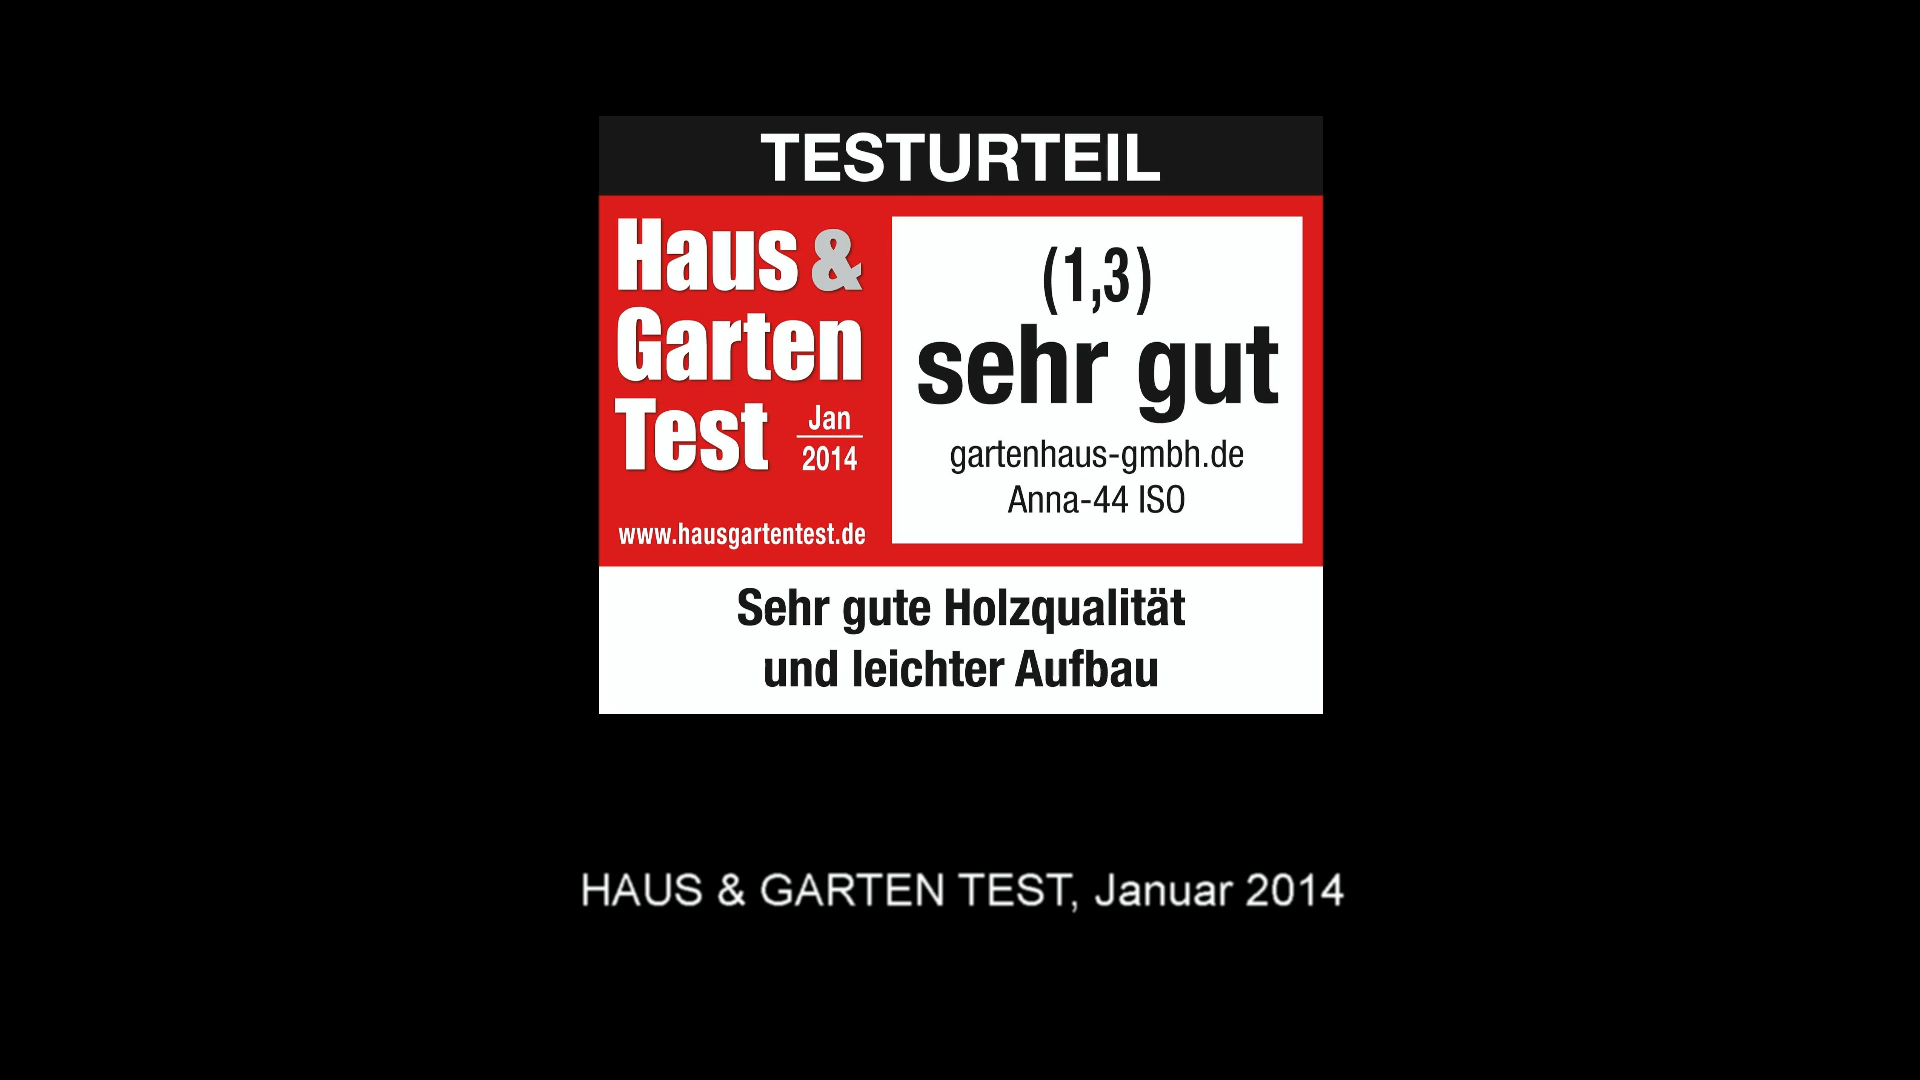 TESTURTEIL
Haus &
Garten
Test
Jan
2014
www.hausgartentest.de
(1,3)
sehr gut
gartenhaus-gmbh.de
Anna-44 ISO
Sehr gute Holzqualität
und leichter Aufbau
HAUS & GARTEN TEST, Januar 2014